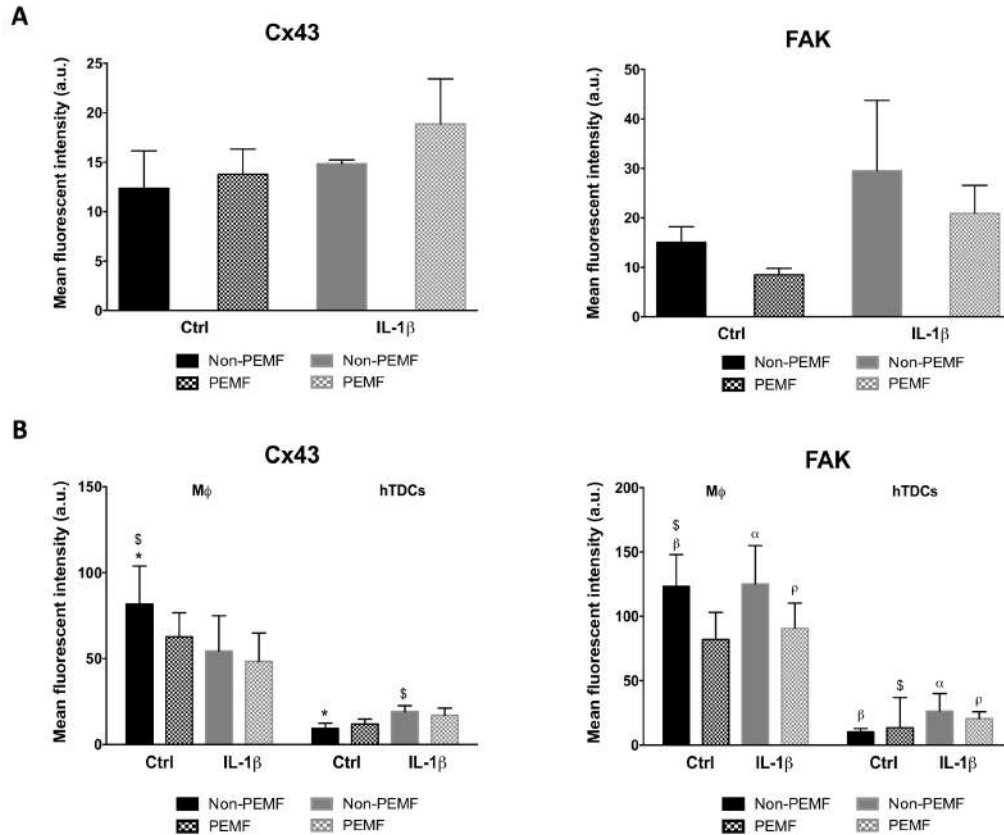 A
Cx43
Mean fluorescent intensity (a.u.)
25
20
15
10
5
0
Ctrl
IL-1β
Non-PEMF
Non-PEMF
PEMF
PEMF
FAK
Mean fluorescent intensity (a.u.)
50
40
30
20
10
0
Ctrl
IL-1β
Non-PEMF
Non-PEMF
PEMF
PEMF
B
Cx43
Mean fluorescent intensity (a.u.)
150
100
50
0
Mϕ
hTDCs
$
*
*
$
Ctrl
IL-1β
Ctrl
IL-1β
Non-PEMF
Non-PEMF
PEMF
PEMF
FAK
Mean fluorescent intensity (a.u.)
200
150
100
50
0
Mϕ
hTDCs
$
β
α
ρ
β
$
α
ρ
Ctrl
IL-1β
Ctrl
IL-1β
Non-PEMF
Non-PEMF
PEMF
PEMF